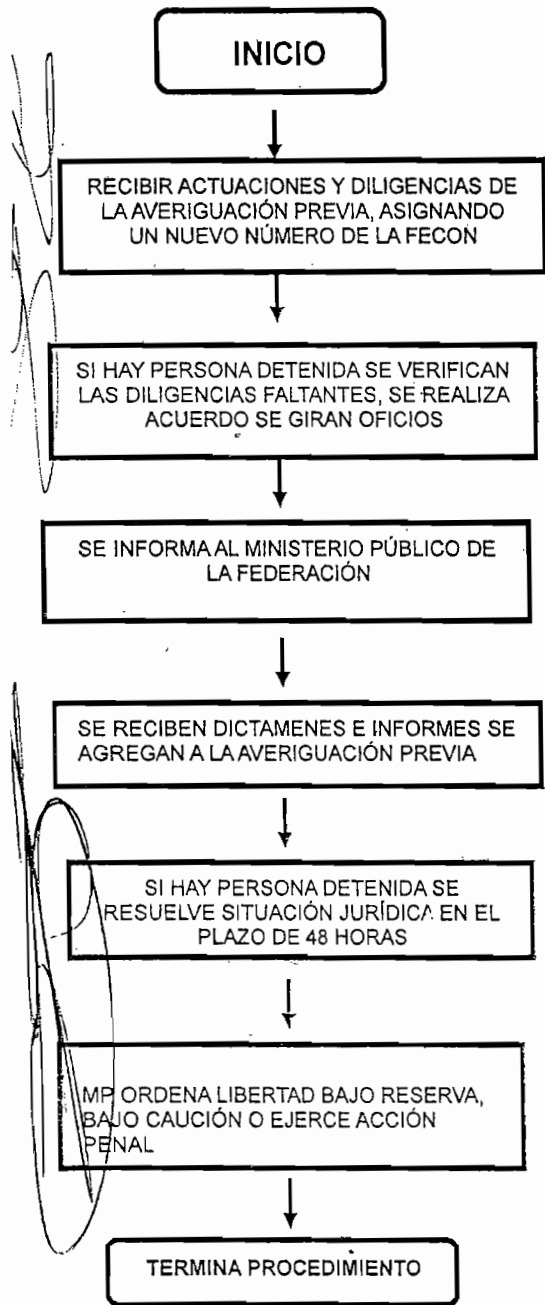 INICIO
RECIBIR ACTUACIONES Y DILIGENCIAS DE
LA AVERIGUACIÓN PREVIA, ASIGNANDO
UN NUEVO NÚMERO DE LA FECON
SI HAY PERSONA DETENIDA SE VERIFICAN
LAS DILIGENCIAS FALTANTES, SE REALIZA
ACUERDO SE GIRAN OFICIOS
SE INFORMA AL MINISTERIO PÚBLICO DE
LA FEDERACIÓN
SE RECIBEN DICTAMENES E INFORMES SE
AGREGAN A LA AVERIGUACIÓN PREVIA
SI HAY PERSONA DETENIDA SE
RESUELVE SITUACIÓN JURÍDICA EN EL
PLAZO DE 48 HORAS
MP ORDENA LIBERTAD BAJO RESERVA,
BAJO CAUCIÓN O EJERCE ACCIÓN
PENAL
TERMINA PROCEDIMIENTO